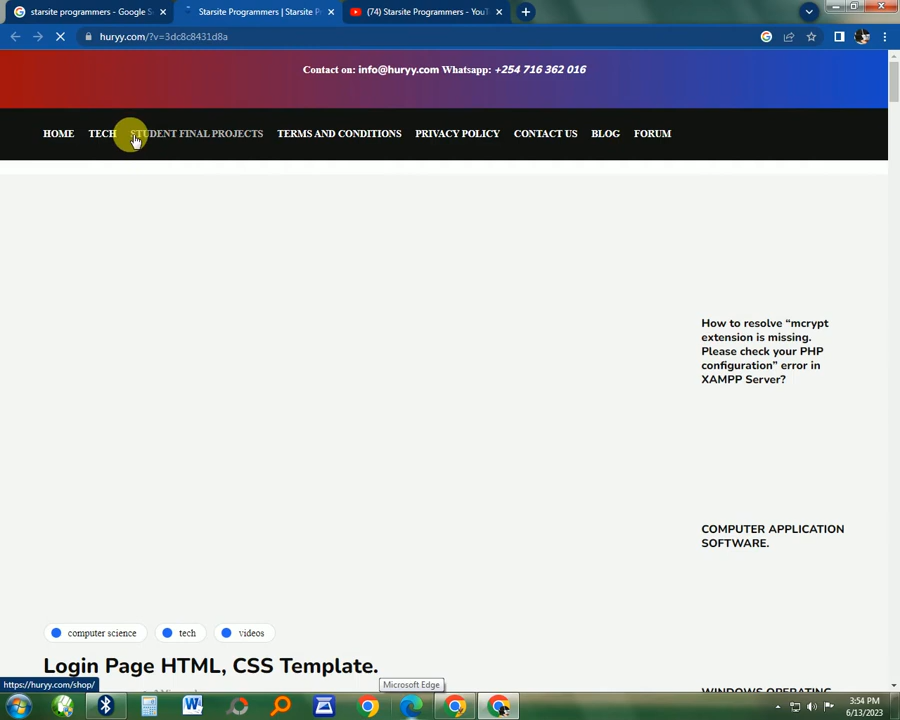 starsite programmers - Google S
Starsite Programmers | Starsite P
(74) Starsite Programmers - YouT
huryy.com/?v=3dc8c8431d8a
Contact on: info@huryy.com Whatsapp: +254 716 362 016
HOME TECH STUDENT FINAL PROJECTS TERMS AND CONDITIONS PRIVACY POLICY CONTACT US BLOG FORUM
How to resolve “mcrypt
extension is missing.
Please check your PHP
configuration” error in
XAMPP Server?
COMPUTER APPLICATION
SOFTWARE.
computer science tech videos
Login Page HTML, CSS Template.
https://huryy.com/shop/
Microsoft Edge
WINDOWS OPERATING
3:54 PM
6/13/2023